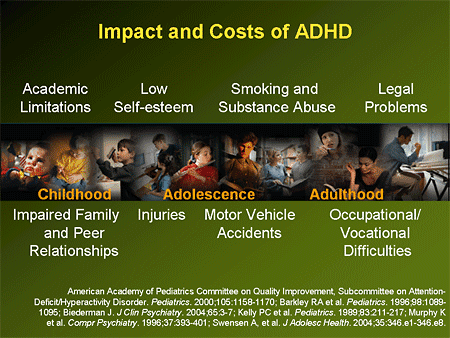 Impact and Costs of ADHD
Academic Limitations
Low Self-esteem
Smoking and Substance Abuse
Legal Problems
Childhood
Adolescence
Adulthood
Impaired Family and Peer Relationships
Injuries
Motor Vehicle Accidents
Occupational/ Vocational Difficulties
American Academy of Pediatrics Committee on Quality Improvement, Subcommittee on Attention-
Deficit/Hyperactivity Disorder. Pediatrics. 2000;105:1158-1170; Barkley RA et al. Pediatrics. 1996;98:1089-
1095; Biederman J. J Clin Psychiatry. 2004;65:3-7; Kelly PC et al. Pediatrics. 1989;83:211-217; Murphy K
et al. Compr Psychiatry. 1996;37:393-401; Swensen A, et al. J Adolesc Health. 2004;35:346.e1-346.e8.